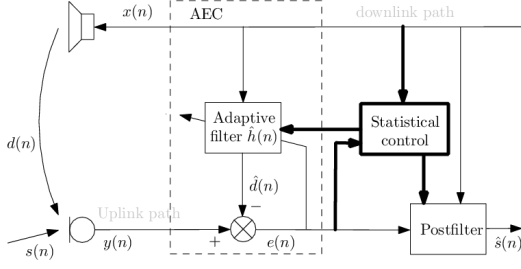 x(n)
AEC
downlink path
Adaptive
filter ĥ(n)
Statistical
control
d(n)
d̂(n)
−
Uplink path
Postfilter
s(n)
y(n)
+
e(n)
ŝ(n)